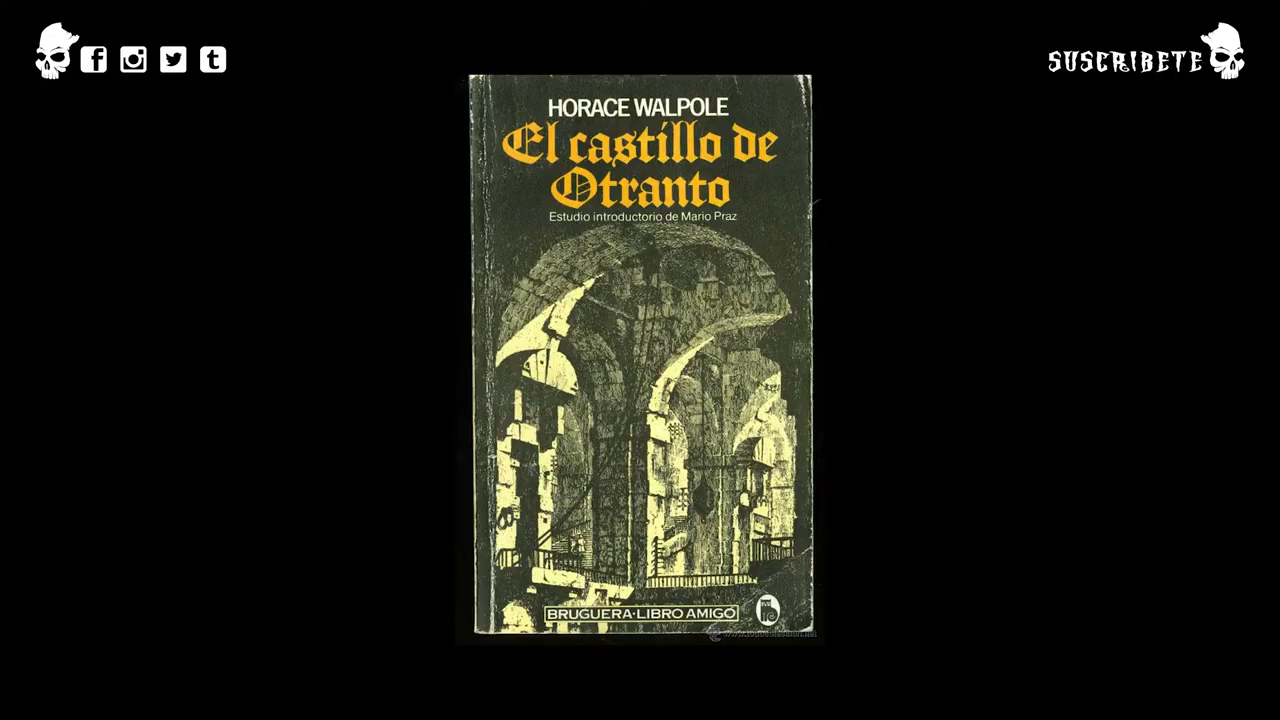 SUSCRIBETE
HORACE WALPOLE
El castillo de
Otranto
Estudio introductorio de Mario Praz
BRUGUERA·LIBRO AMIGO